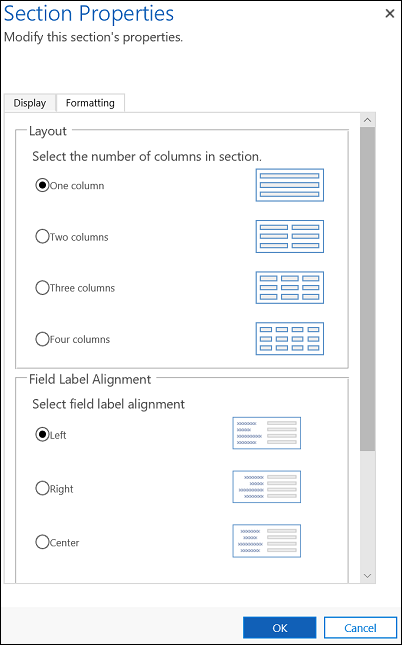 Section Properties
Modify this section's properties.
Display Formatting
Layout
Select the number of columns in section.
One column
Two columns
Three columns
Four columns
Field Label Alignment
Select field label alignment
Left
Right
Center
OK Cancel